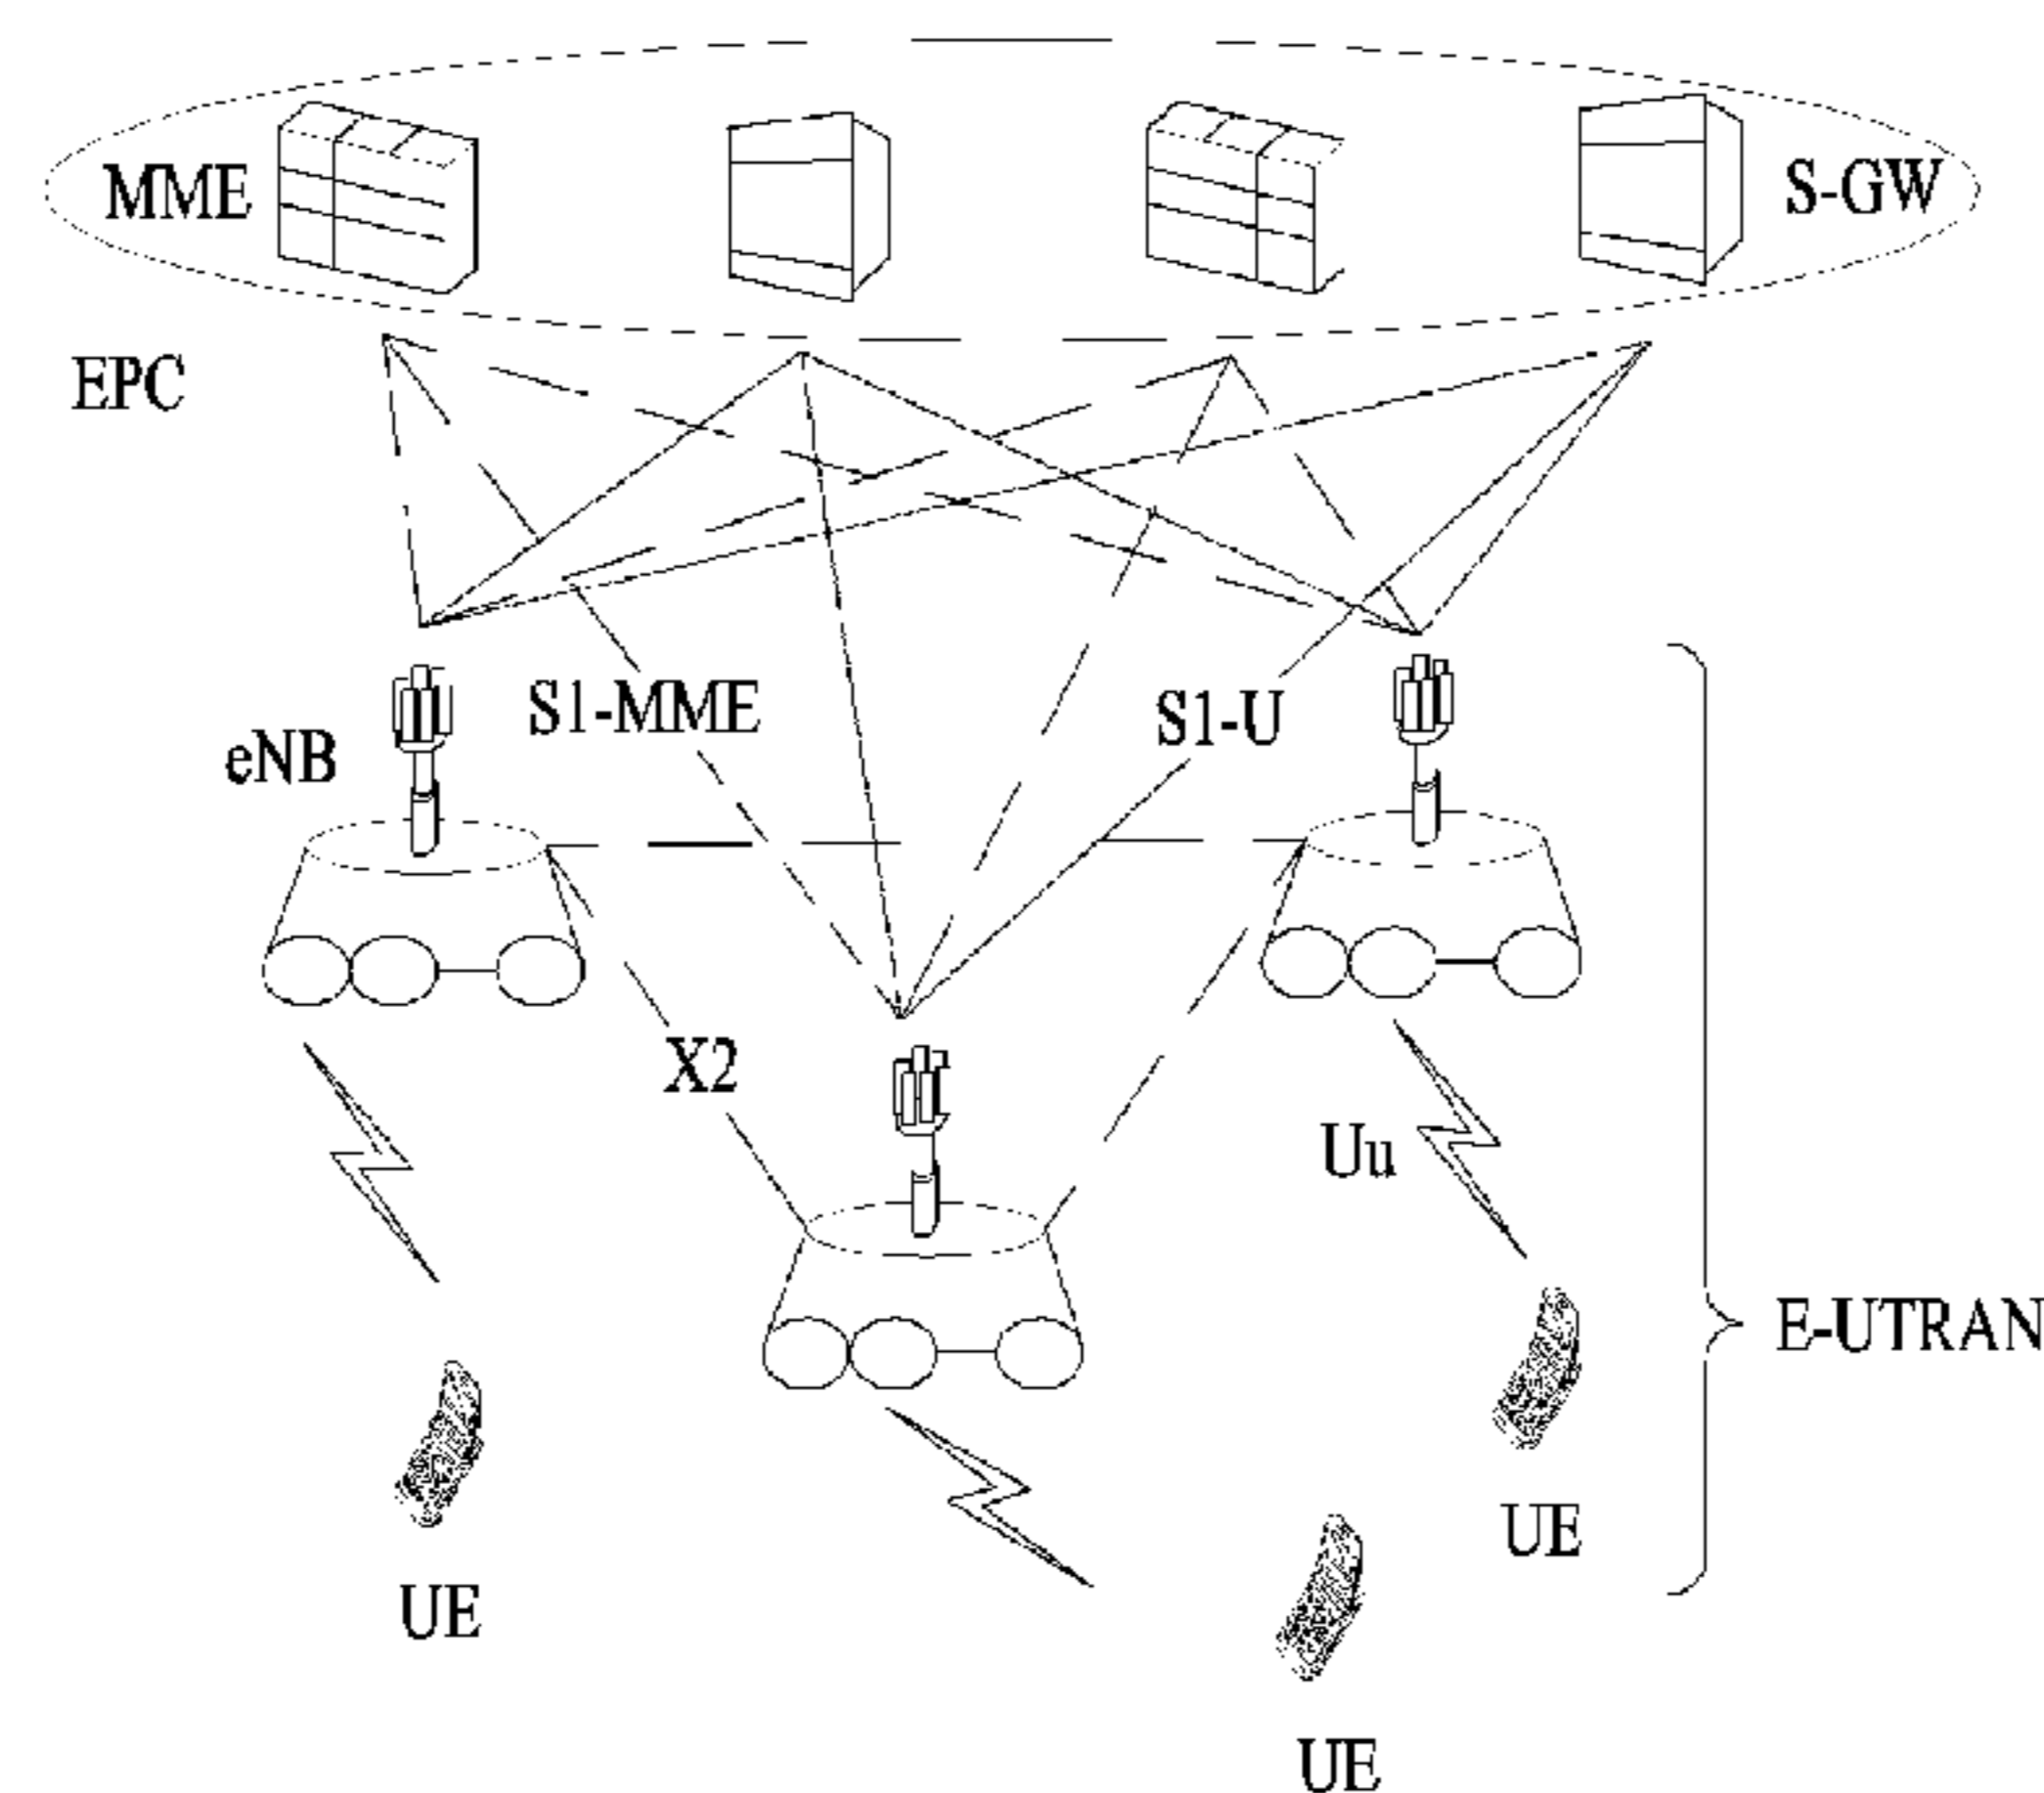 MME
S-GW
EPC
S1-MME
S1-U
eNB
X2
Uu
E-UTRAN
UE
UE
UE